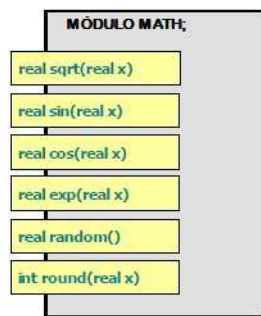 MÓDULO MATH;
real sqrt(real x)
real sin(real x)
real cos(real x)
real exp(real x)
real random()
int round(real x)